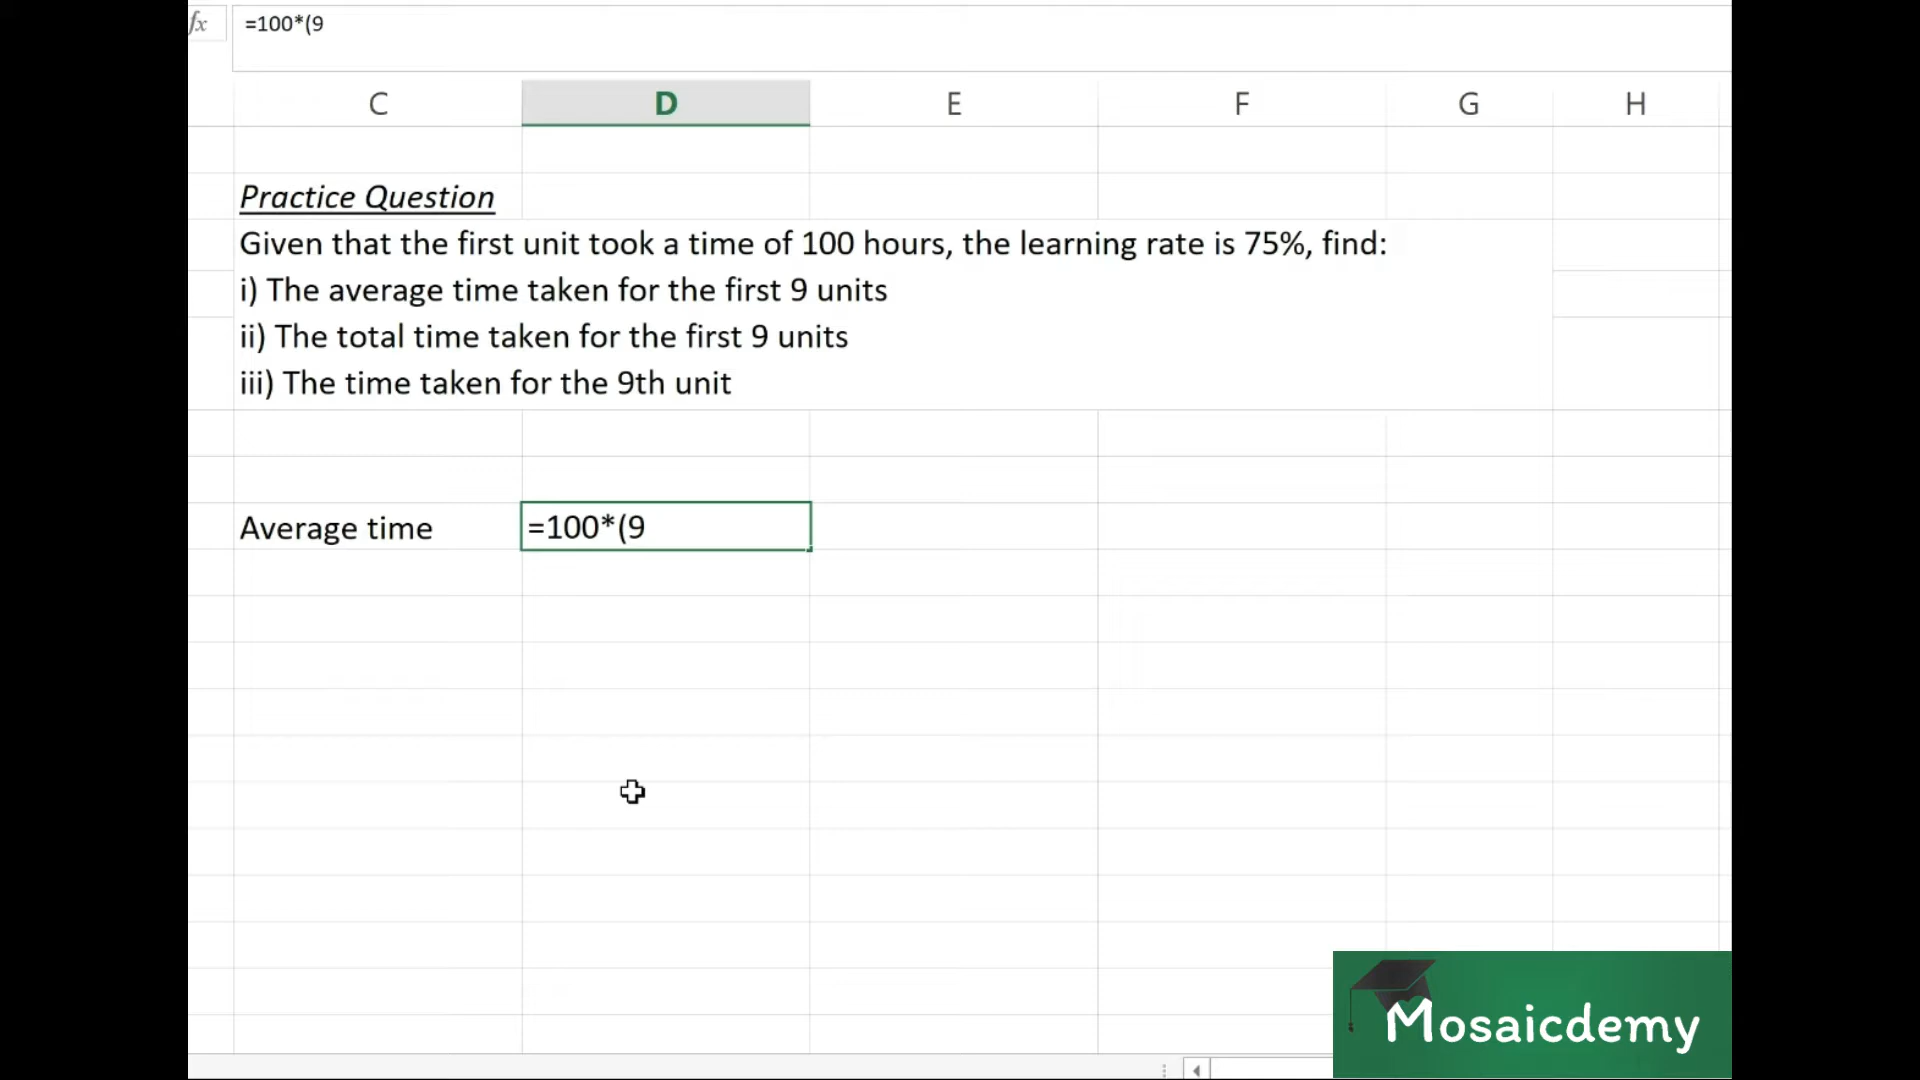 fx =100*(9
C D E F G H
Practice Question
Given that the first unit took a time of 100 hours, the learning rate is 75%, find:
i) The average time taken for the first 9 units
ii) The total time taken for the first 9 units
iii) The time taken for the 9th unit
Average time =100*(9
Mosaicdemy